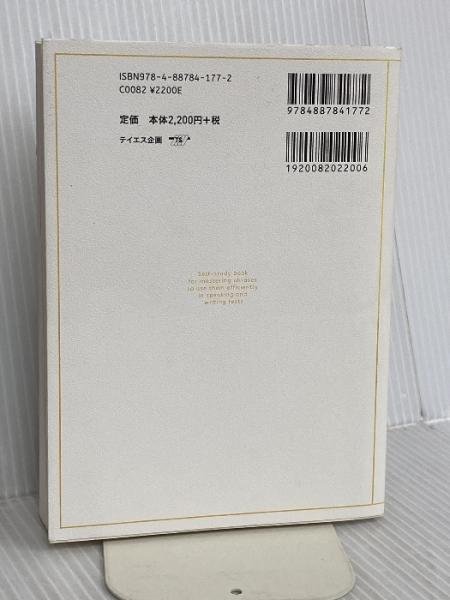 ISBN978-4-88784-177-2
C0082 ¥2200E
定価 本体2,200円+税
テイエス企画
9784887841772
1920082022006
Self-study book
for mastering phrases
to use them efficiently
in speaking and
writing tests